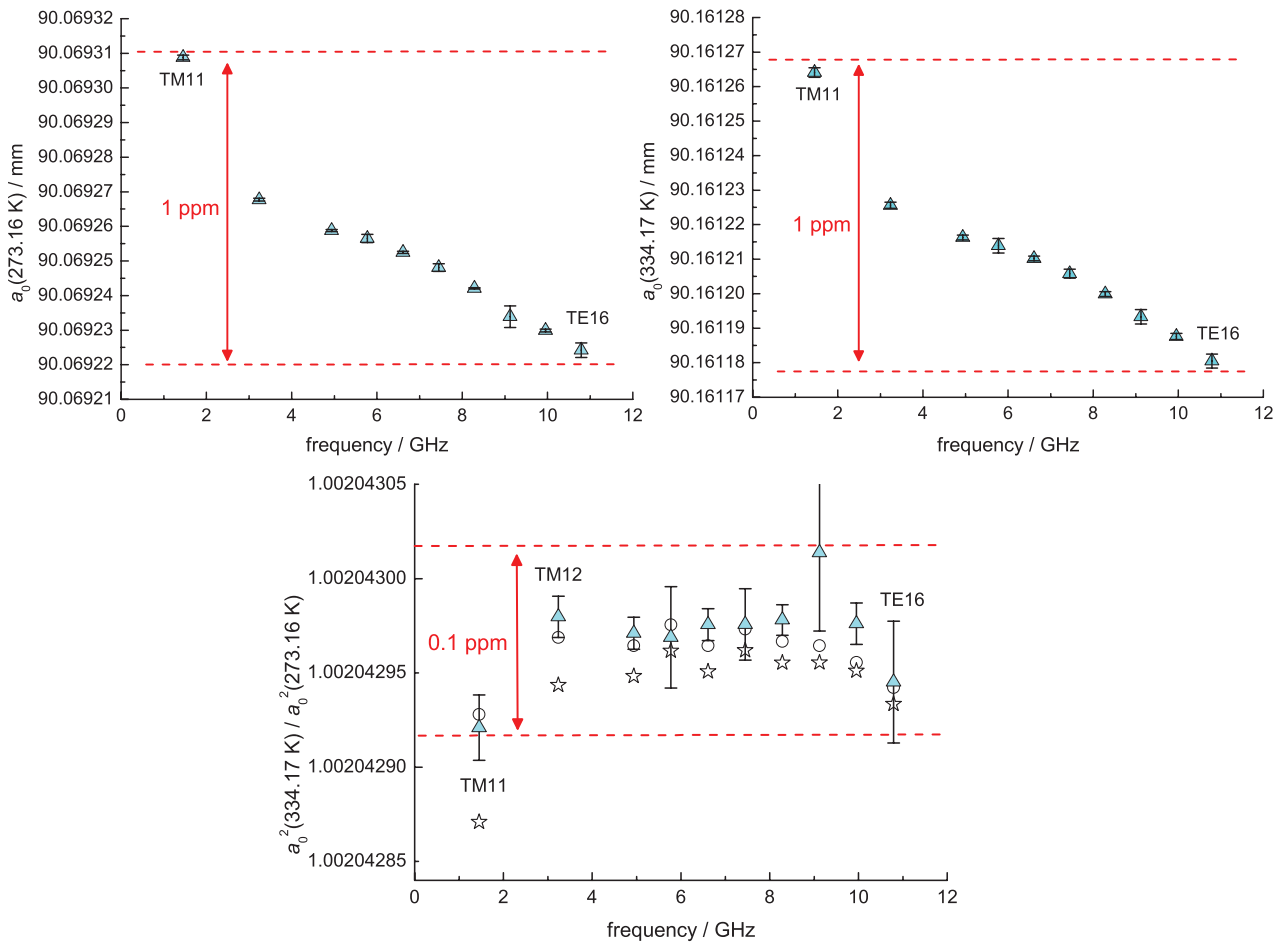 90.06932
90.06931
90.06930
90.06929
90.06928
90.06927
90.06926
90.06925
90.06924
90.06923
90.06922
90.06921
a₀(273.16 K) / mm
TM11
1 ppm
TE16
0 2 4 6 8 10 12
frequency / GHz
90.16128
90.16127
90.16126
90.16125
90.16124
90.16123
90.16122
90.16121
90.16120
90.16119
90.16118
90.16117
a₀(334.17 K) / mm
TM11
1 ppm
TE16
0 2 4 6 8 10 12
frequency / GHz
1.00204305
1.00204300
1.00204295
1.00204290
1.00204285
a₀²(334.17 K) / a₀²(273.16 K)
TM12
TE16
0.1 ppm
TM11
0 2 4 6 8 10 12
frequency / GHz